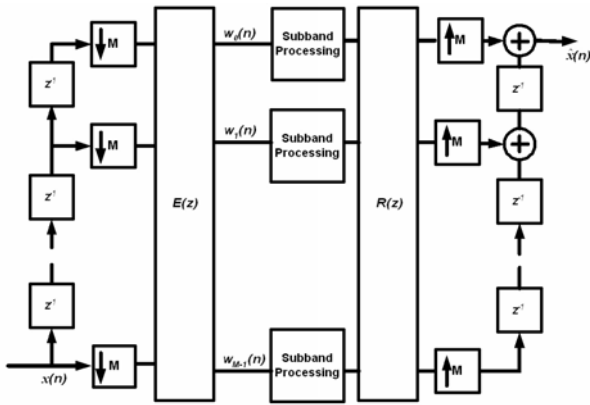 M
w₀(n)
Subband
Processing
M
x̂(n)
z⁻¹
z⁻¹
M
w₁(n)
Subband
Processing
M
z⁻¹
E(z)
R(z)
z⁻¹
z⁻¹
z⁻¹
M
w_{M-1}(n)
Subband
Processing
M
x(n)